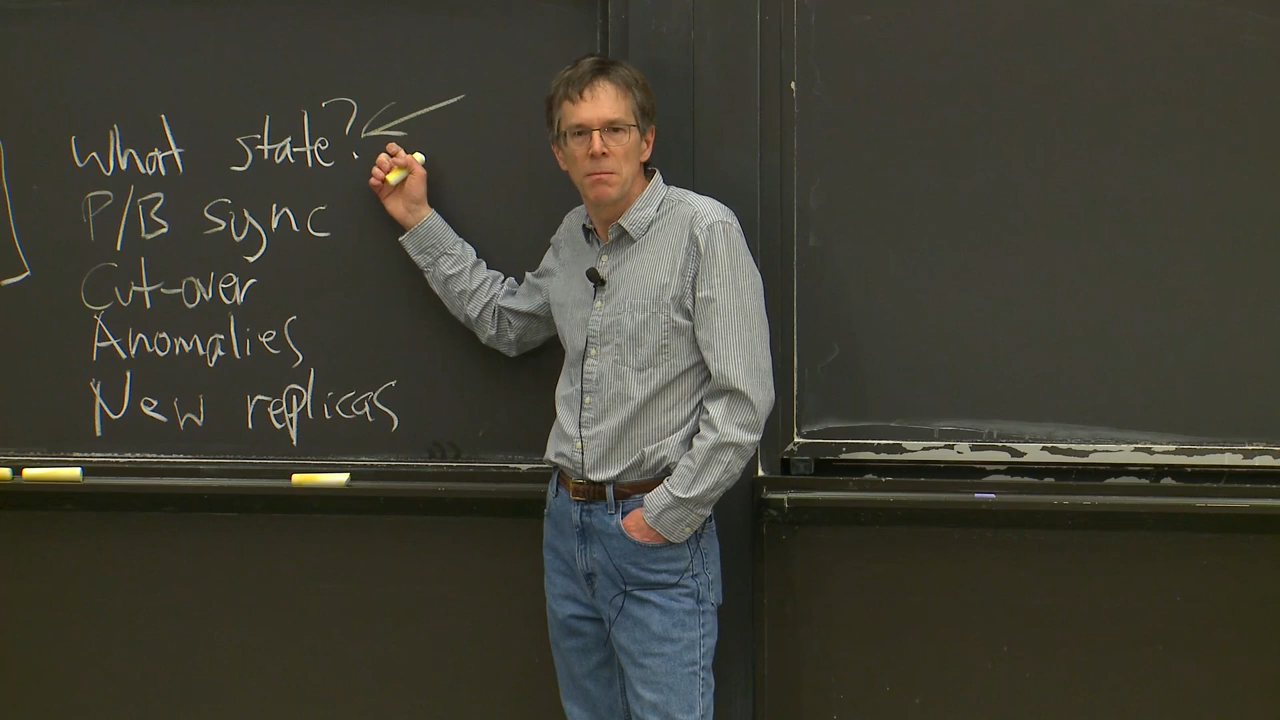 What state?
P/B sync
Cut-over
Anomalies
New replicas